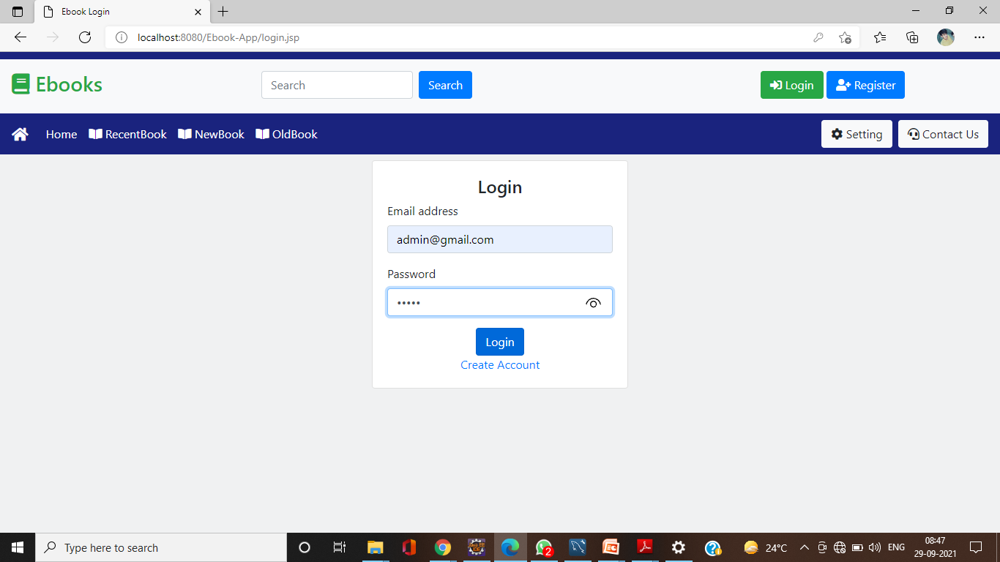 Ebook Login
localhost:8080/Ebook-App/login.jsp
Ebooks
Search
Search
Login
Register
Home
RecentBook
NewBook
OldBook
Setting
Contact Us
Login
Email address
admin@gmail.com
Password
•••••
Login
Create Account
Type here to search
2
24°C
ENG
08:47
29-09-2021